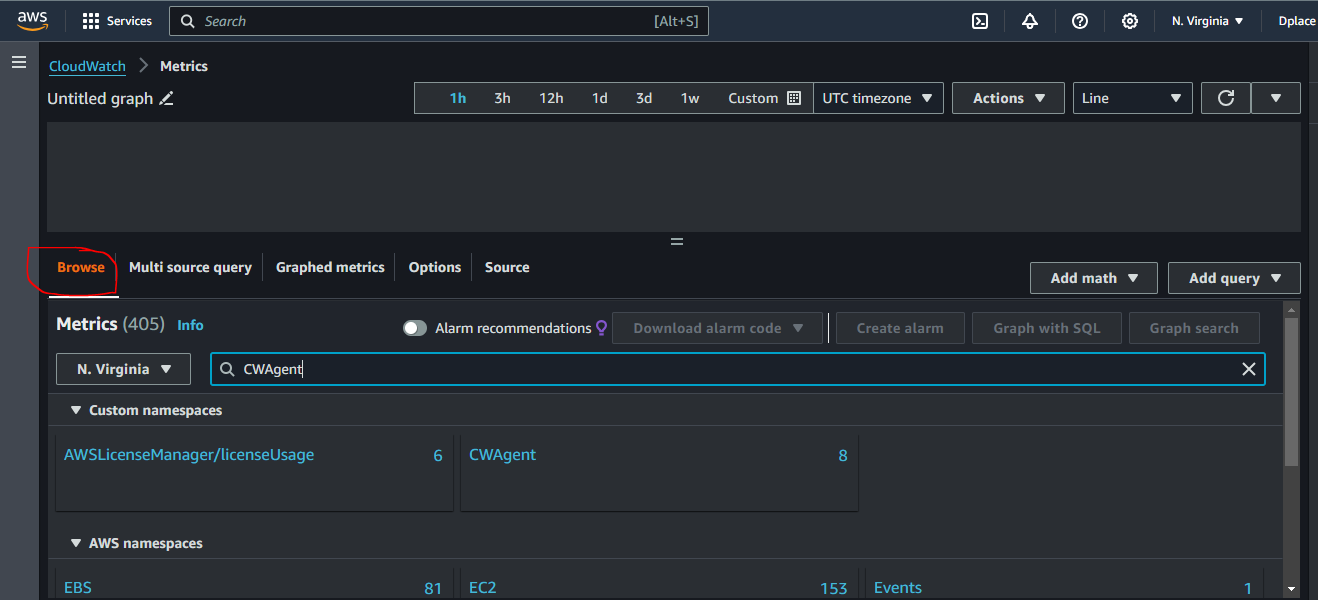 aws Services Search [Alt+S] N. Virginia Dplace
CloudWatch Metrics
Untitled graph 1h 3h 12h 1d 3d 1w Custom UTC timezone Actions Line
Browse Multi source query Graphed metrics Options Source Add math Add query
Metrics (405) Info Alarm recommendations Download alarm code Create alarm Graph with SQL Graph search
N. Virginia CWAgent
Custom namespaces
AWSLicenseManager/licenseUsage 6 CWAgent 8
AWS namespaces
EBS 81 EC2 153 Events 1